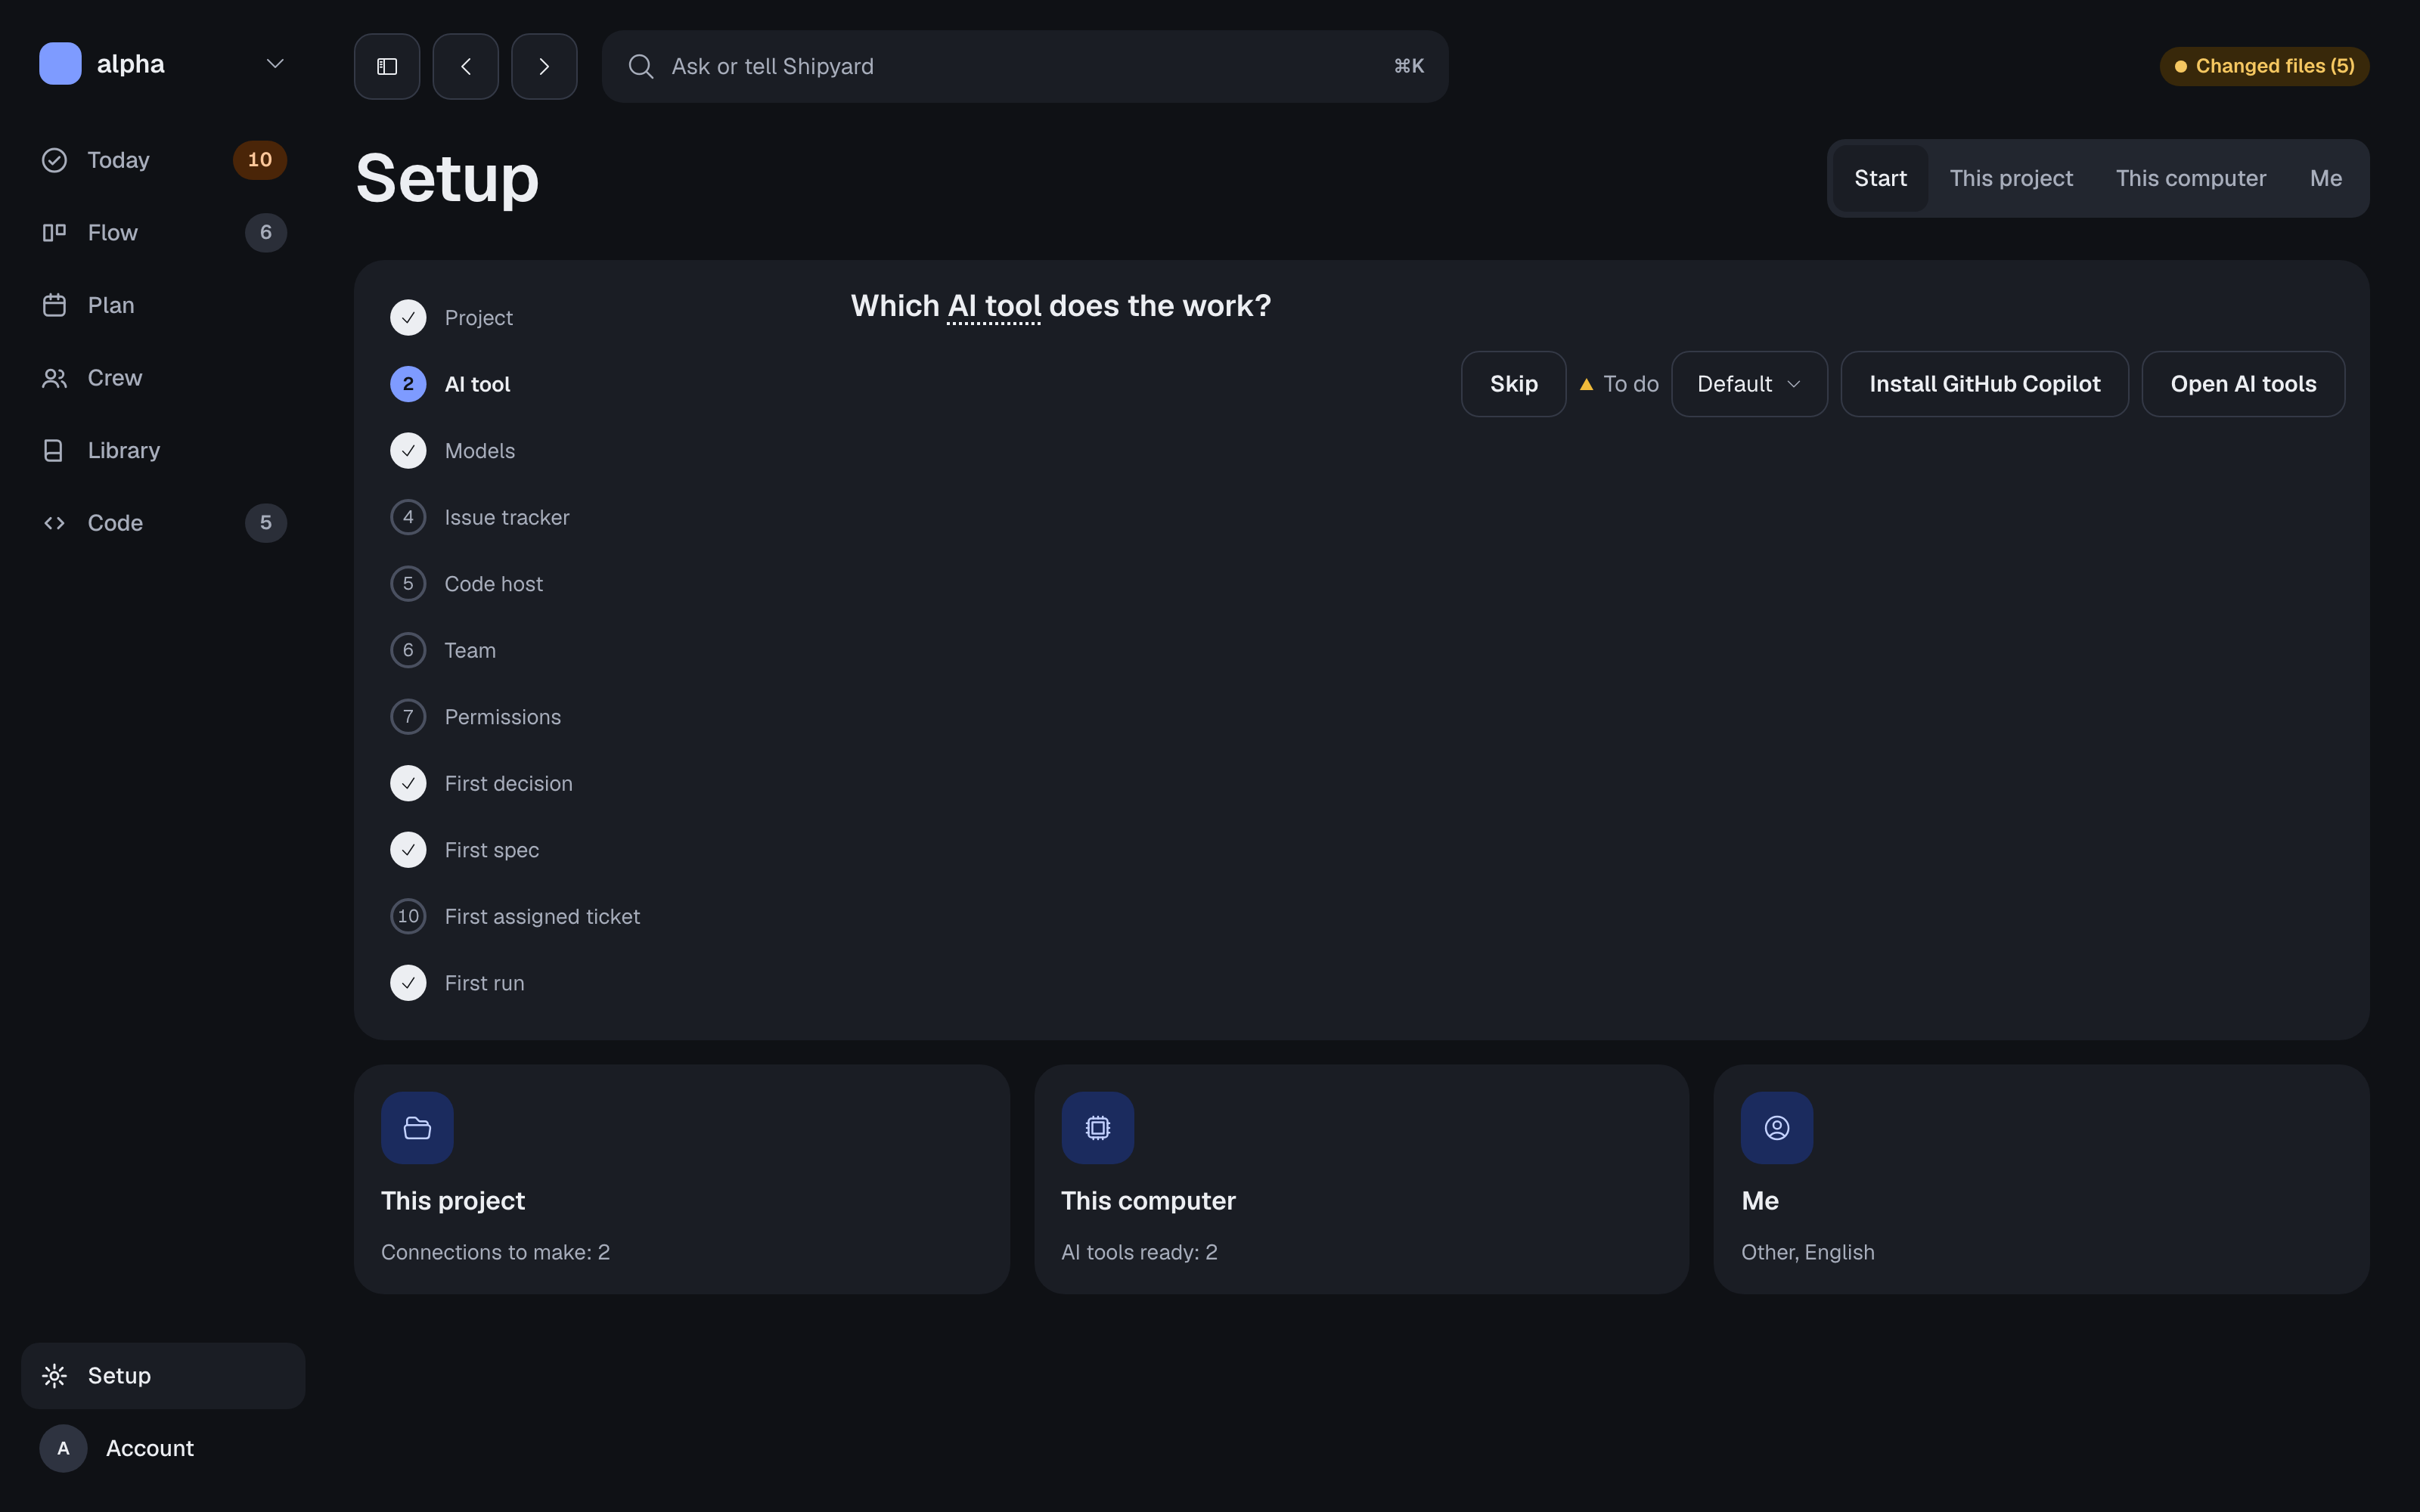 alpha
Ask or tell Shipyard
⌘K
Changed files (5)
Today
10
Flow
6
Plan
Crew
Library
Code
5
Setup
Account
A
Setup
Start
This project
This computer
Me
Project
2
AI tool
Models
4
Issue tracker
5
Code host
6
Team
7
Permissions
First decision
First spec
10
First assigned ticket
First run
Which AI tool does the work?
Skip
To do
Default
Install GitHub Copilot
Open AI tools
This project
Connections to make: 2
This computer
AI tools ready: 2
Me
Other, English